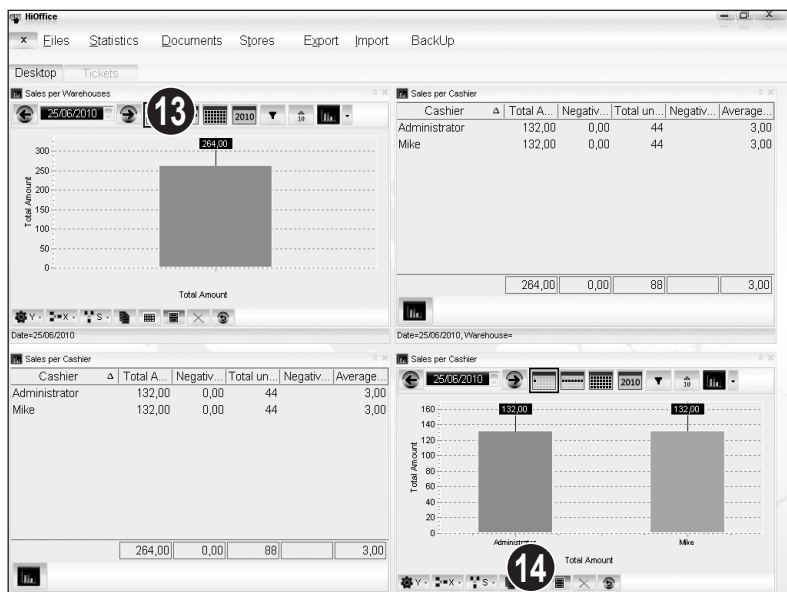 HiOffice
x Files Statistics Documents Stores Export Import BackUp
Desktop Tickets
Sales per Warehouses
25/06/2010 13 2010 10
264,00
300
250
200
150
100
50
0
Total Amount
Total Amount
Y X S
Date=25/06/2010
Sales per Cashier
Cashier Total A... Negativ... Total un... Negativ... Average...
Administrator 132,00 0,00 44 3,00
Mike 132,00 0,00 44 3,00
264,00 0,00 88 3,00
Date=25/06/2010, Warehouse=
Sales per Cashier
Cashier Total A... Negativ... Total un... Negativ... Average...
Administrator 132,00 0,00 44 3,00
Mike 132,00 0,00 44 3,00
264,00 0,00 88 3,00
Sales per Cashier
25/06/2010 2010 10
132,00 132,00
160
140
120
100
80
60
40
20
0
Total Amount
Administrator Mike
Total Amount
14
Y X S